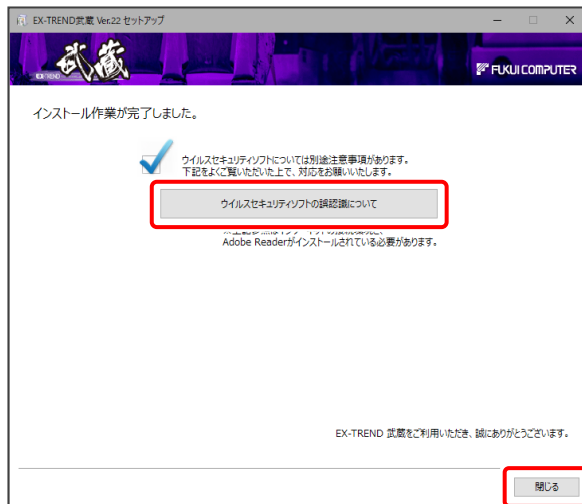 EX-TREND武蔵 Ver.22 セットアップ
武蔵
EX-TREND
FUKUI COMPUTER
インストール作業が完了しました。
ウイルスセキュリティソフトについては別途注意事項があります。
下記をよくご覧いただいた上で、対応をお願いいたします。
ウイルスセキュリティソフトの誤認識について
Adobe Readerがインストールされている必要があります。
EX-TREND 武蔵をご利用いただき、誠にありがとうございます。
閉じる